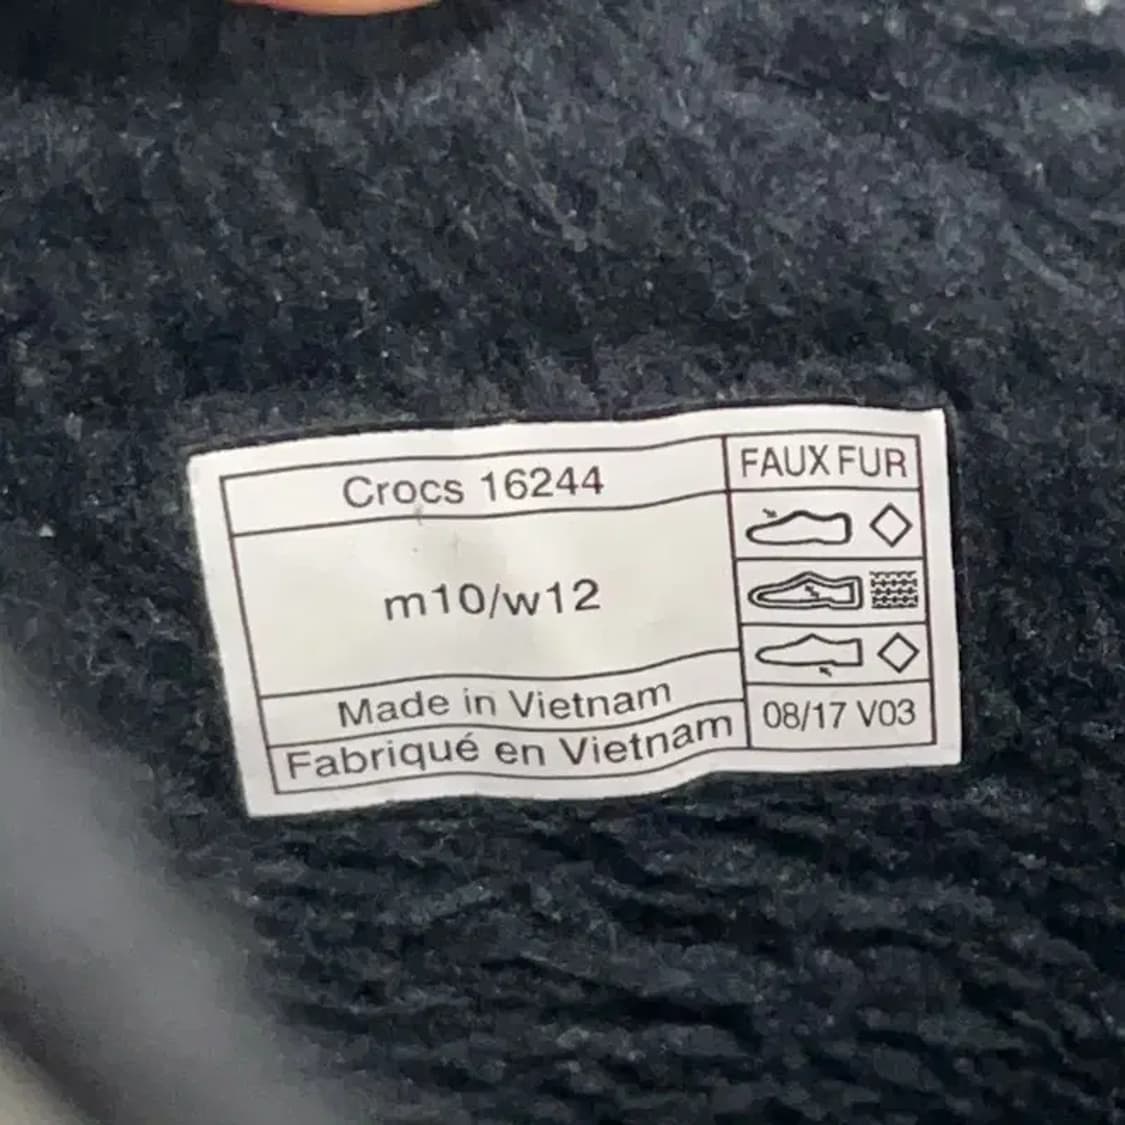 Crocs 16244
m10/w12
Made in Vietnam
Fabriqué en Vietnam
FAUX FUR
08/17 V03